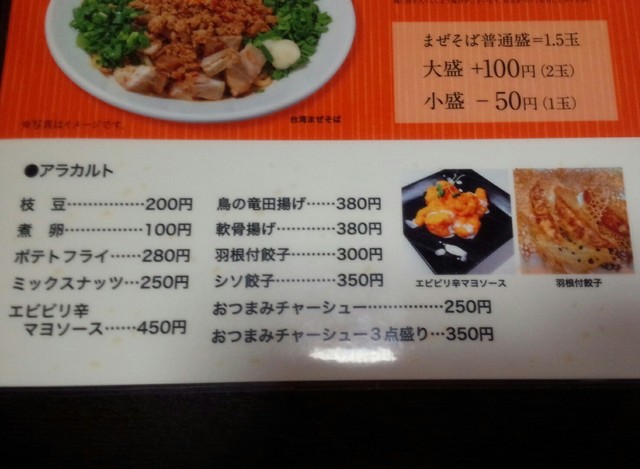 まぜそば普通盛=1.5玉
大盛 +100円(2玉)
小盛 －50円(1玉)
※写真はイメージです。
台湾まぜそば
●アラカルト
枝　豆……………200円
煮　卵……………100円
ポテトフライ……280円
ミックスナッツ…250円
エビピリ辛
マヨソース……450円
鳥の竜田揚げ……380円
軟骨揚げ………380円
羽根付餃子………300円
シソ餃子…………350円
おつまみチャーシュー……………250円
おつまみチャーシュー３点盛り…350円
エビピリ辛マヨソース
羽根付餃子